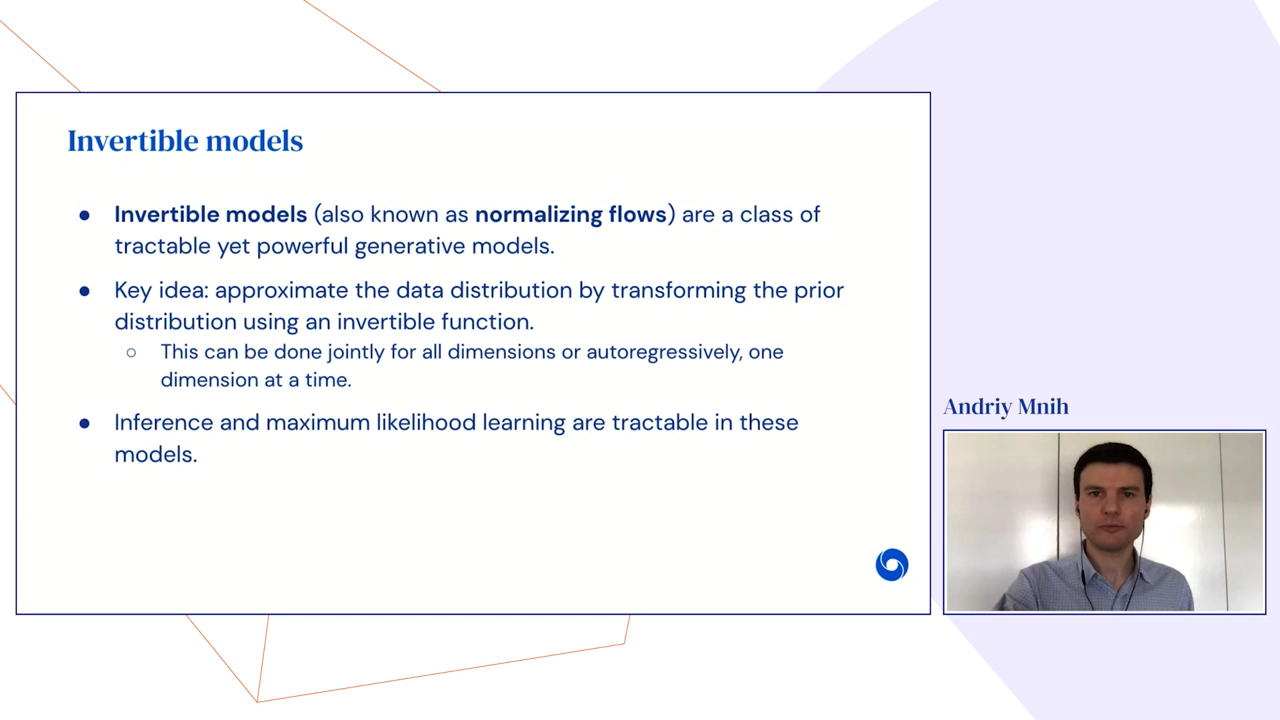 Invertible models
● Invertible models (also known as normalizing flows) are a class of
tractable yet powerful generative models.
● Key idea: approximate the data distribution by transforming the prior
distribution using an invertible function.
○ This can be done jointly for all dimensions or autoregressively, one
dimension at a time.
● Inference and maximum likelihood learning are tractable in these
models.
Andriy Mnih